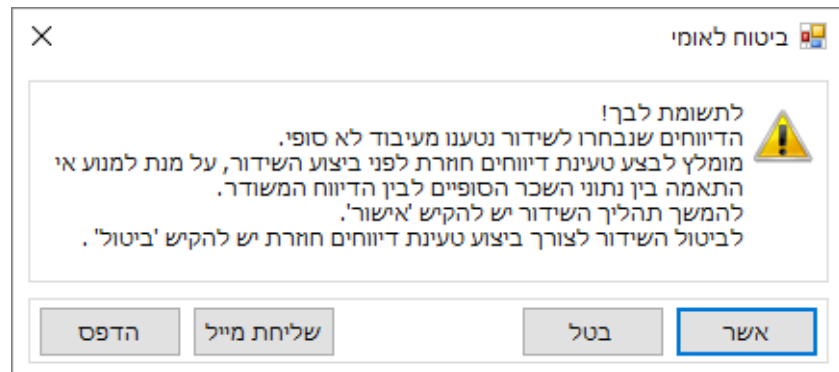 ביטוח לאומי
לתשומת לבך!
הדיווחים שנבחרו לשידור נטענו מעיבוד לא סופי.
מומלץ לבצע טעינת דיווחים חוזרת לפני ביצוע השידור, על מנת למנוע אי
התאמה בין נתוני השכר הסופיים לבין הדיווח המשודר.
להמשך תהליך השידור יש להקיש 'אישור'.
לביטול השידור לצורך ביצוע טעינת דיווחים חוזרת יש להקיש 'ביטול' .
אשר
בטל
שליחת מייל
הדפס